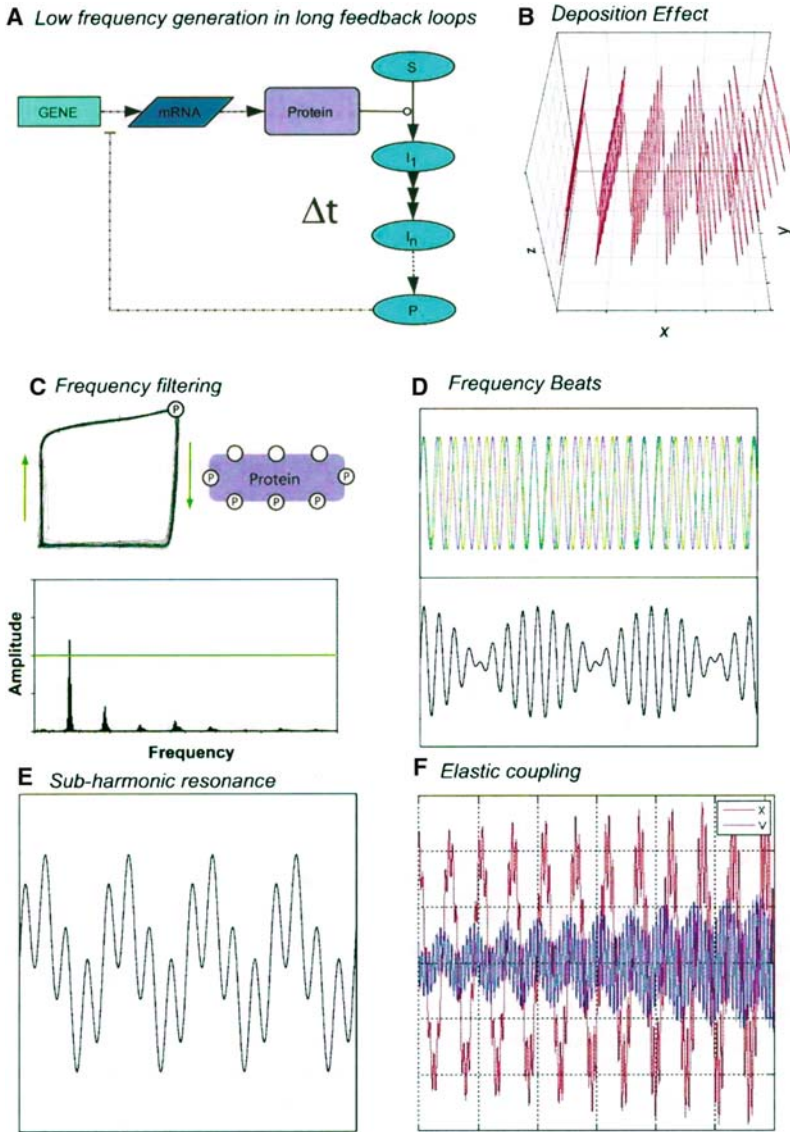 A Low frequency generation in long feedback loops
GENE
mRNA
Protein
S
I1
Δt
In
P
B Deposition Effect
z
y
x
C Frequency filtering
P
Protein
P
P
P
P
P
Amplitude
Frequency
D Frequency Beats
E Sub-harmonic resonance
F Elastic coupling
X
V